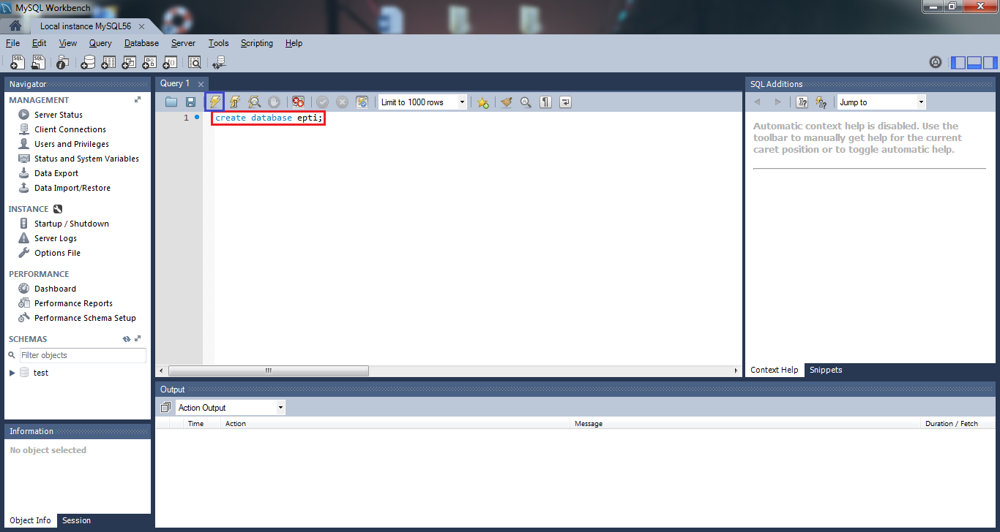 MySQL Workbench
Local instance MySQL56
File Edit View Query Database Server Tools Scripting Help
Navigator
MANAGEMENT
Server Status
Client Connections
Users and Privileges
Status and System Variables
Data Export
Data Import/Restore
INSTANCE
Startup / Shutdown
Server Logs
Options File
PERFORMANCE
Dashboard
Performance Reports
Performance Schema Setup
SCHEMAS
Filter objects
test
Information
No object selected
Object Info Session
Query 1
Limit to 1000 rows
1 create database epti;
SQL Additions
Jump to
Automatic context help is disabled. Use the
toolbar to manually get help for the current
caret position or to toggle automatic help.
Context Help Snippets
Output
Action Output
Time Action Message Duration / Fetch